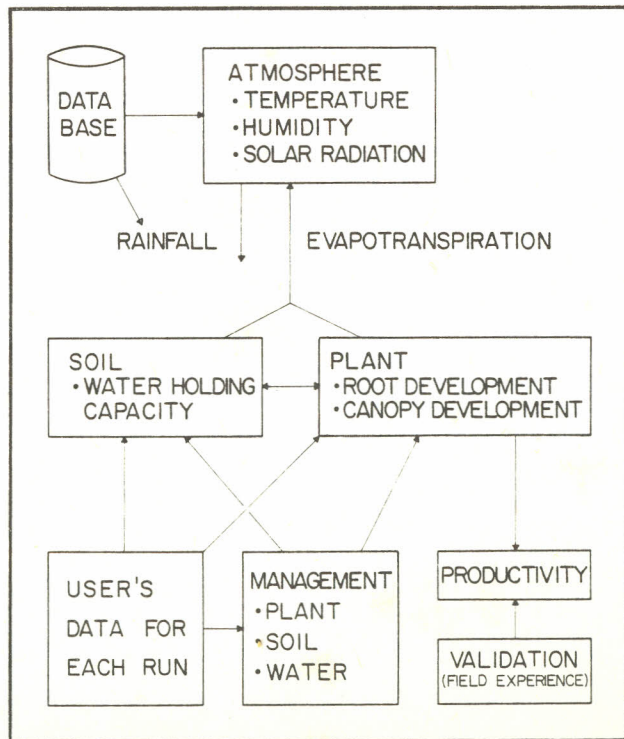 DATA
BASE
ATMOSPHERE
• TEMPERATURE
• HUMIDITY
• SOLAR RADIATION
RAINFALL
EVAPOTRANSPIRATION
SOIL
• WATER HOLDING
CAPACITY
PLANT
• ROOT DEVELOPMENT
• CANOPY DEVELOPMENT
USER'S
DATA FOR
EACH RUN
MANAGEMENT
• PLANT
• SOIL
• WATER
PRODUCTIVITY
VALIDATION
(FIELD EXPERIENCE)